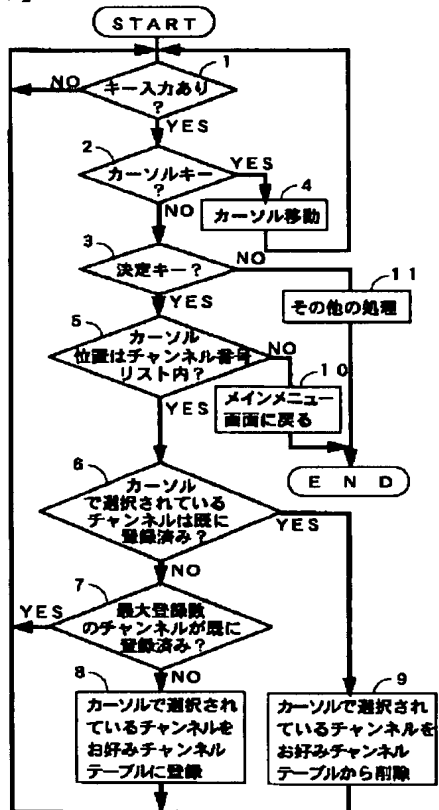 START
1
キー入力あり
?
NO
YES
2
カーソルキー
?
YES
NO
4
カーソル移動
3
決定キー?
NO
YES
11
その他の処理
5
カーソル
位置はチャンネル番号
リスト内?
NO
YES
10
メインメニュー
画面に戻る
END
6
カーソル
で選択されている
チャンネルは既に
登録済み?
YES
NO
7
最大登録数
のチャンネルが既に
登録済み?
YES
NO
8
カーソルで選択され
ているチャンネルを
お好みチャンネル
テーブルに登録
9
カーソルで選択され
ているチャンネルを
お好みチャンネル
テーブルから削除